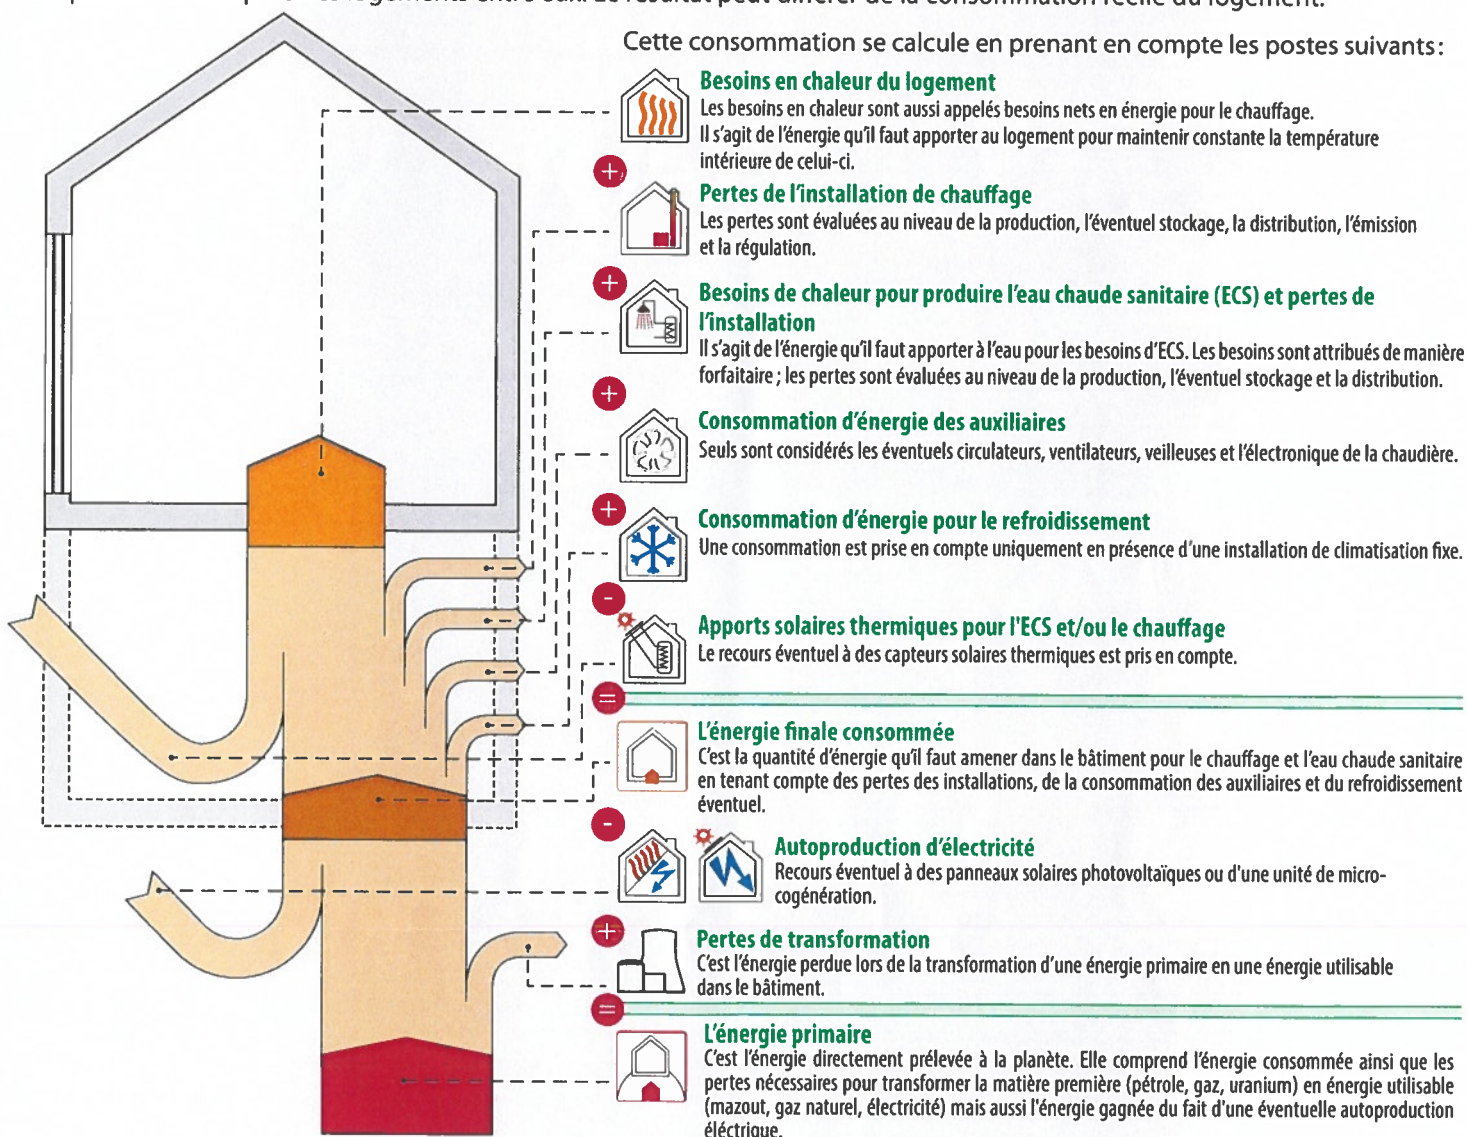 logements entre eux. Le résultat peut différer de la consommation réelle du logement.
Cette consommation se calcule en prenant en compte les postes suivants:
Besoins en chaleur du logement
Les besoins en chaleur sont aussi appelés besoins nets en énergie pour le chauffage.
Il s'agit de l'énergie qu'il faut apporter au logement pour maintenir constante la température
intérieure de celui-ci.
+
Pertes de l'installation de chauffage
Les pertes sont évaluées au niveau de la production, l'éventuel stockage, la distribution, l'émission
et la régulation.
+
Besoins de chaleur pour produire l'eau chaude sanitaire (ECS) et pertes de
l'installation
Il s'agit de l'énergie qu'il faut apporter à l'eau pour les besoins d'ECS. Les besoins sont attribués de manière
forfaitaire ; les pertes sont évaluées au niveau de la production, l'éventuel stockage et la distribution.
+
Consommation d'énergie des auxiliaires
Seuls sont considérés les éventuels circulateurs, ventilateurs, veilleuses et l'électronique de la chaudière.
+
Consommation d'énergie pour le refroidissement
Une consommation est prise en compte uniquement en présence d'une installation de climatisation fixe.
-
Apports solaires thermiques pour l'ECS et/ou le chauffage
Le recours éventuel à des capteurs solaires thermiques est pris en compte.
=
L'énergie finale consommée
C'est la quantité d'énergie qu'il faut amener dans le bâtiment pour le chauffage et l'eau chaude sanitaire
en tenant compte des pertes des installations, de la consommation des auxiliaires et du refroidissement
éventuel.
-
Autoproduction d'électricité
Recours éventuel à des panneaux solaires photovoltaïques ou d'une unité de micro-
cogénération.
+
Pertes de transformation
C'est l'énergie perdue lors de la transformation d'une énergie primaire en une énergie utilisable
dans le bâtiment.
=
L'énergie primaire
C'est l'énergie directement prélevée à la planète. Elle comprend l'énergie consommée ainsi que les
pertes nécessaires pour transformer la matière première (pétrole, gaz, uranium) en énergie utilisable
(mazout, gaz naturel, électricité) mais aussi l'énergie gagnée du fait d'une éventuelle autoproduction
éléctrique.